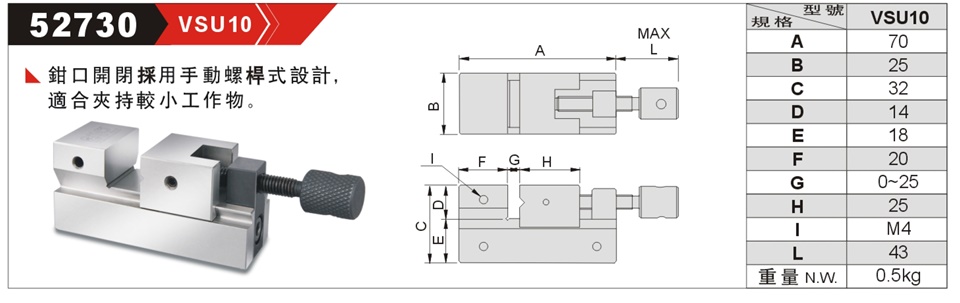 52730 VSU10
鉗口開閉採用手動螺桿式設計,
適合夾持較小工作物。
A
MAX
L
B
I
F
G
H
C
D
E
規格 型號 VSU10
A 70
B 25
C 32
D 14
E 18
F 20
G 0~25
H 25
I M4
L 43
重量 N.W. 0.5kg